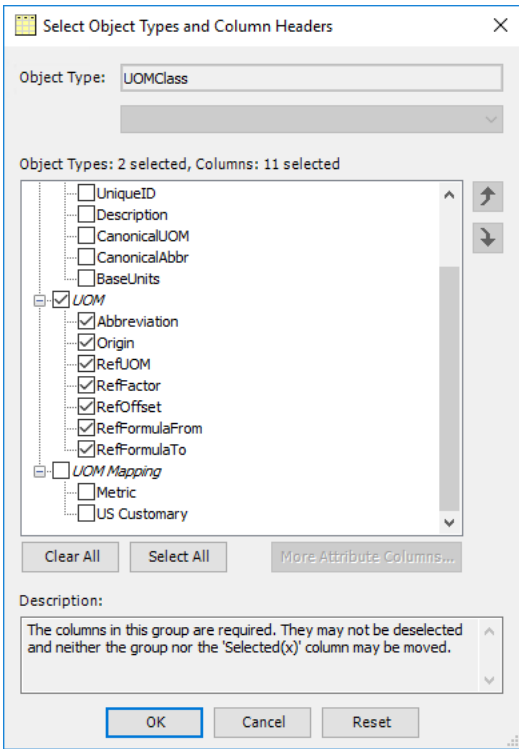 Select Object Types and Column Headers
Object Type: UOMClass
Object Types: 2 selected, Columns: 11 selected
UniqueID
Description
CanonicalUOM
CanonicalAbbr
BaseUnits
UOM
Abbreviation
Origin
RefUOM
RefFactor
RefOffset
RefFormulaFrom
RefFormulaTo
UOM Mapping
Metric
US Customary
Clear All Select All More Attribute Columns...
Description:
The columns in this group are required. They may not be deselected
and neither the group nor the 'Selected(x)' column may be moved.
OK Cancel Reset